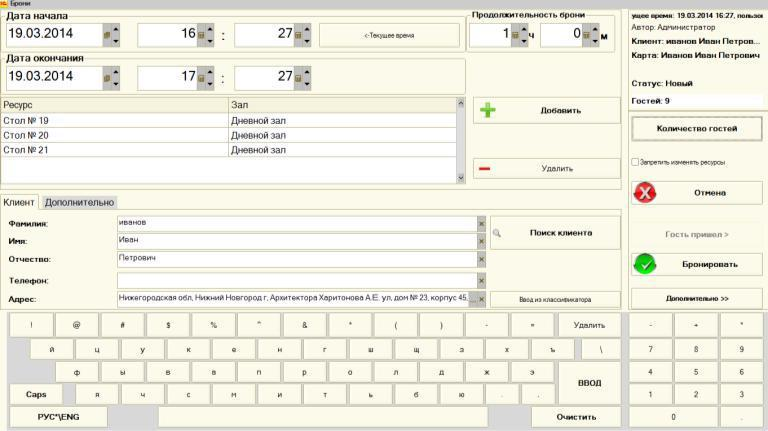 Брони
Дата начала
19.03.2014 16 : 27 <-Текущее время
Продолжительность брони
1 ч 0 м
Дата окончания
19.03.2014 17 : 27
Ресурс Зал
Стол № 19 Дневной зал
Стол № 20 Дневной зал
Стол № 21 Дневной зал
Добавить
Удалить
Клиент Дополнительно
Фамилия: иванов
Имя: Иван
Отчество: Петрович
Телефон:
Адрес: Нижегородская обл, Нижний Новгород г, Архитектора Харитонова А.Е. ул, дом № 23, корпус 45, ...
Поиск клиента
Ввод из классификатора
ущее время: 19.03.2014 16:27, пользов
Автор: Администратор
Клиент: иванов Иван Петров...
Карта: Иванов Иван Петрович
Статус: Новый
Гостей: 9
Количество гостей
Запретить изменять ресурсы
Отмена
Гость пришел >
Бронировать
Дополнительно >>
! @ # $ % ^ & * ( ) - = Удалить - + *
й ц у к е н г ш щ з х ъ \ 7 8 9
ф ы в а п р о л д ж э ВВОД 4 5 6
Caps я ч с м и т ь б ю . . 1 2 3
РУС*\ENG Очистить 0 .